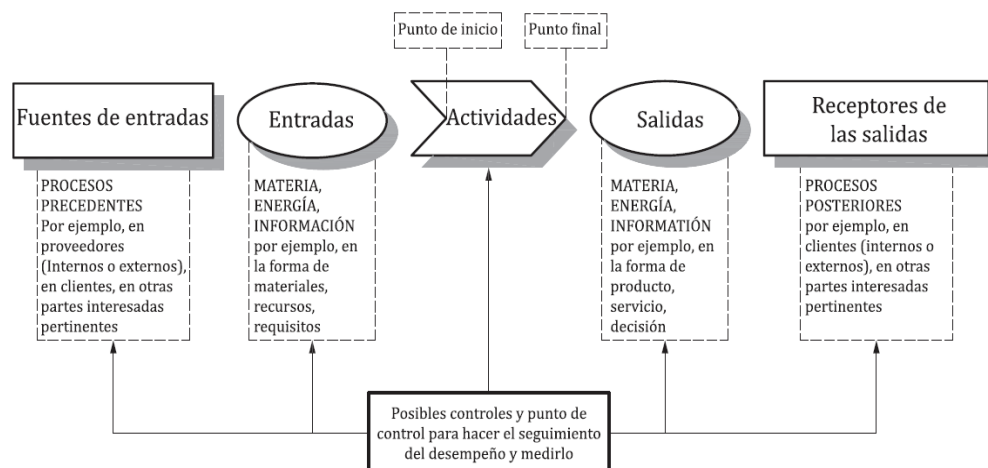 Punto de inicio
Punto final
Fuentes de entradas
Entradas
Actividades
Salidas
Receptores de
las salidas
PROCESOS
PRECEDENTES
Por ejemplo, en
proveedores
(Internos o externos),
en clientes, en otras
partes interesadas
pertinentes
MATERIA,
ENERGÍA,
INFORMACIÓN
por ejemplo, en
la forma de
materiales,
recursos,
requisitos
MATERIA,
ENERGÍA,
INFORMATIÓN
por ejemplo, en
la forma de
producto,
servicio,
decisión
PROCESOS
POSTERIORES
por ejemplo, en
clientes (internos o
externos), en otras
partes interesadas
pertinentes
Posibles controles y punto de
control para hacer el seguimiento
del desempeño y medirlo